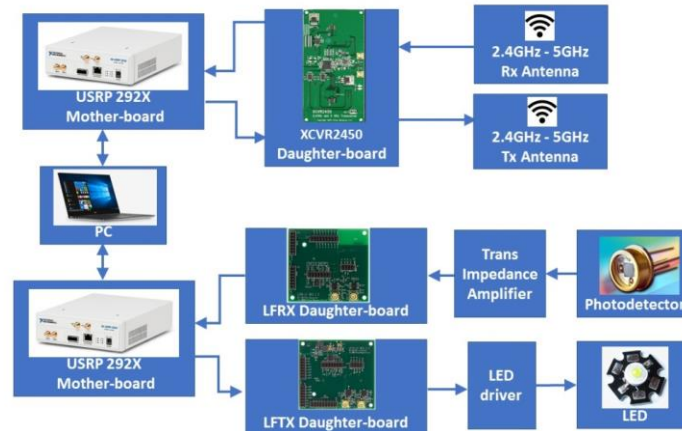 USRP 292X
Mother-board
XCVR2450
Daughter-board
2.4GHz - 5GHz
Rx Antenna
2.4GHz - 5GHz
Tx Antenna
PC
USRP 292X
Mother-board
LFRX Daughter-board
Trans
Impedance
Amplifier
Photodetector
LFTX Daughter-board
LED
driver
LED